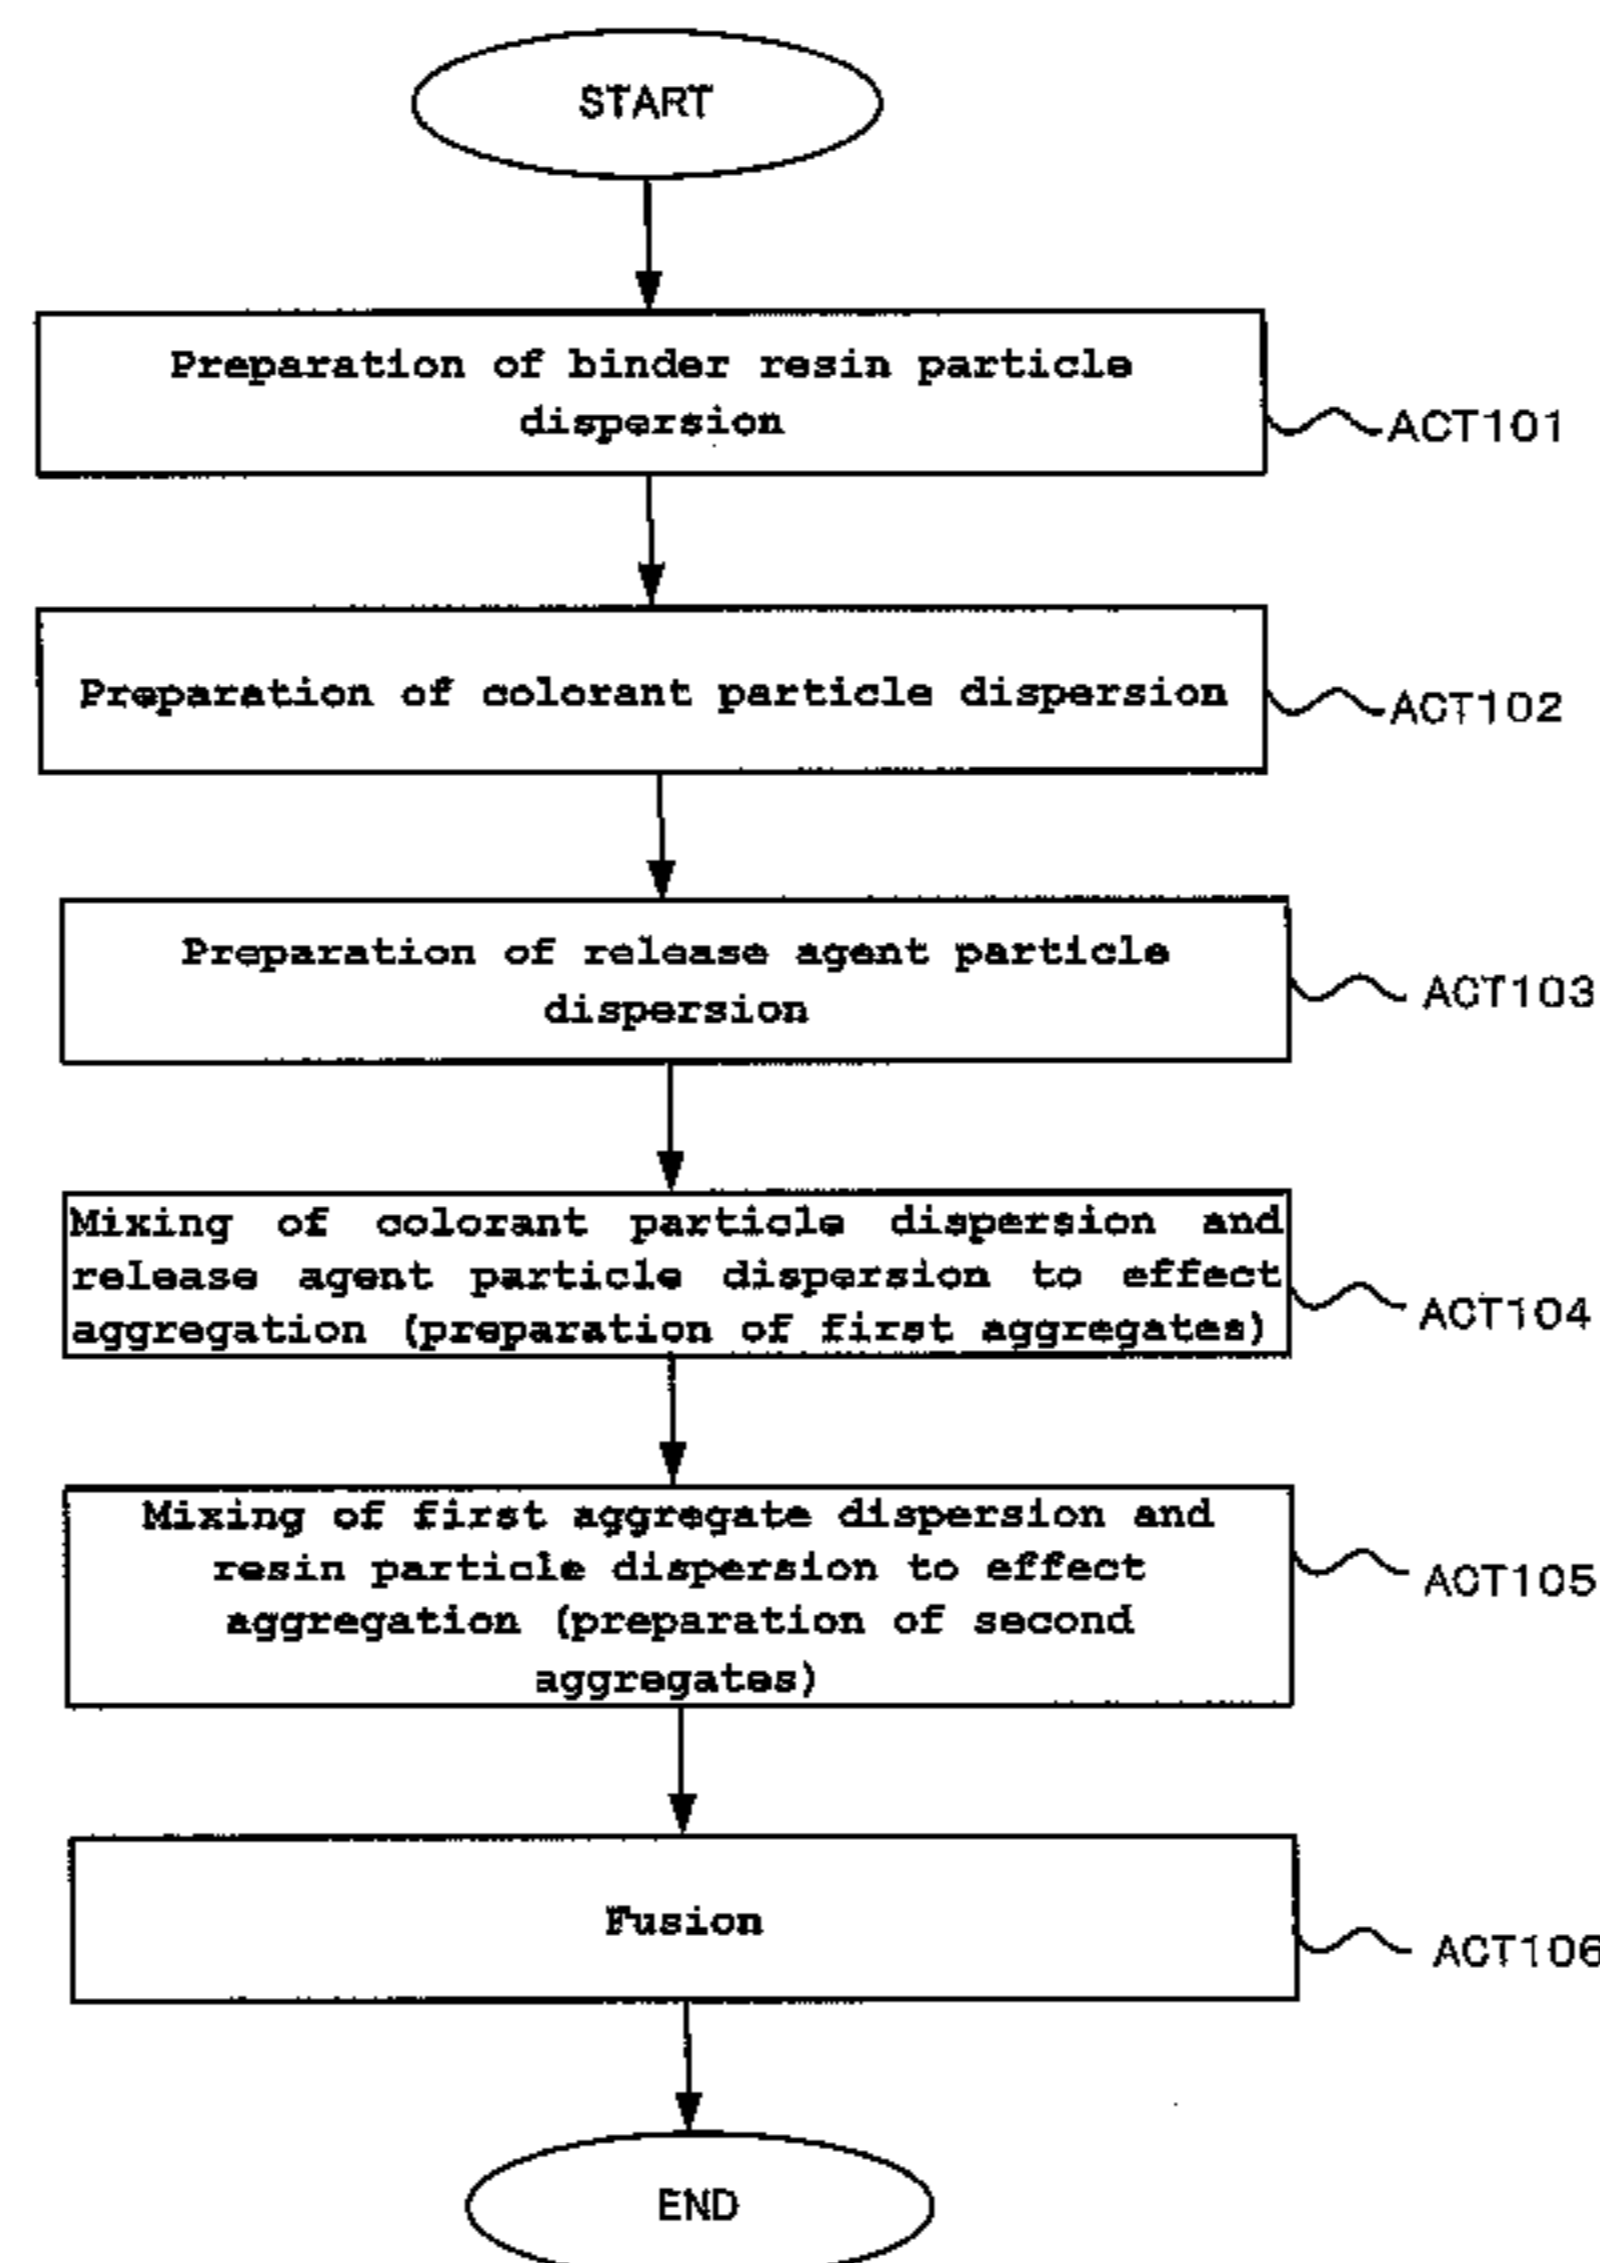 START
Preparation of binder resin particle
dispersion
ACT101
Preparation of colorant particle dispersion
ACT102
Preparation of release agent particle
dispersion
ACT103
Mixing of colorant particle dispersion and
release agent particle dispersion to effect
aggregation (preparation of first aggregates)
ACT104
Mixing of first aggregate dispersion and
resin particle dispersion to effect
aggregation (preparation of second
aggregates)
ACT105
Fusion
ACT106
END